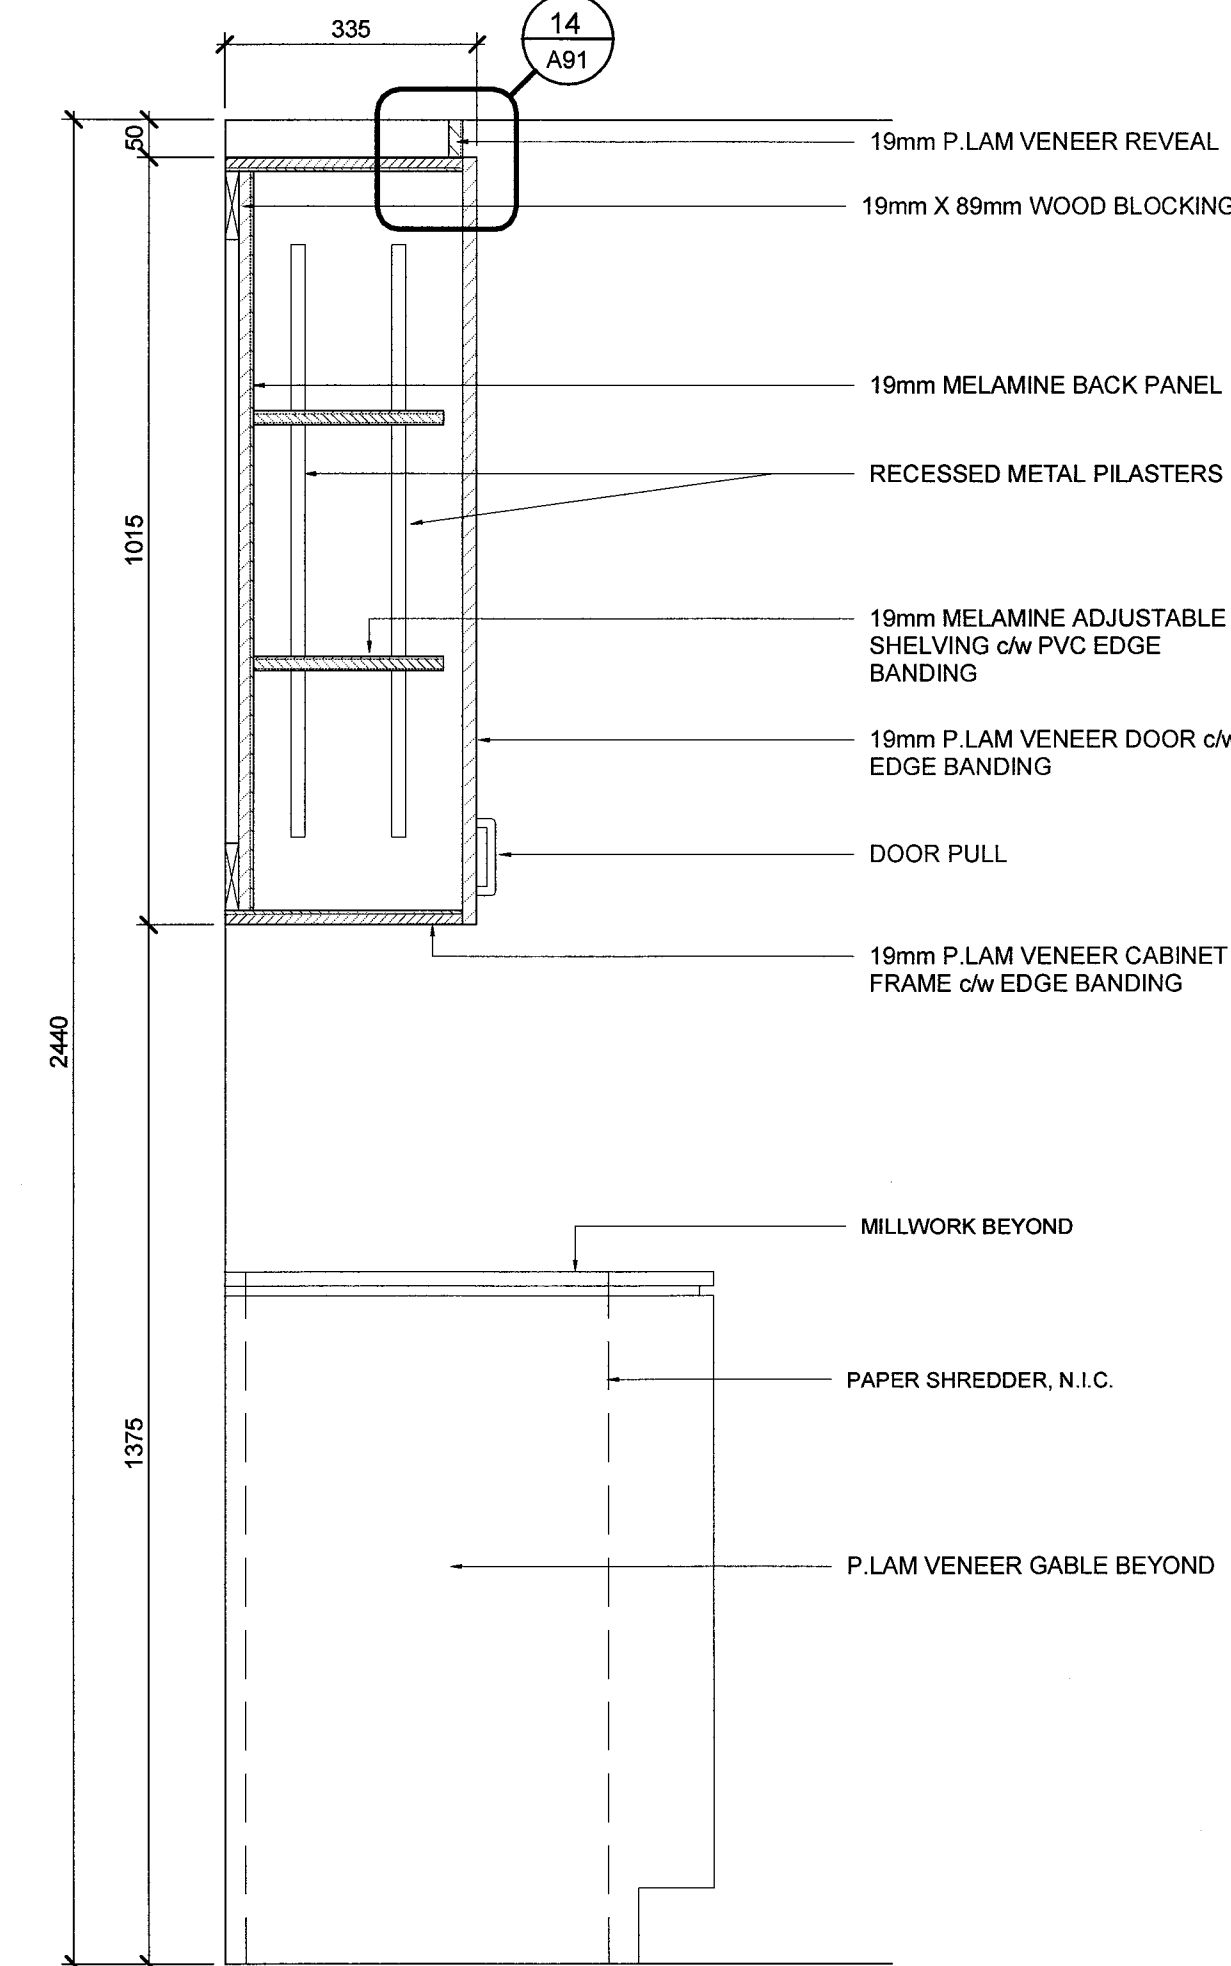 335
14
A91
50
19mm P.LAM VENEER REVEAL
19mm X 89mm WOOD BLOCKING
19mm MELAMINE BACK PANEL
RECESSED METAL PILASTERS
1015
19mm MELAMINE ADJUSTABLE
SHELVING c/w PVC EDGE
BANDING
19mm P.LAM VENEER DOOR c/w
EDGE BANDING
DOOR PULL
19mm P.LAM VENEER CABINET
FRAME c/w EDGE BANDING
2440
MILLWORK BEYOND
PAPER SHREDDER, N.I.C.
1375
P.LAM VENEER GABLE BEYOND